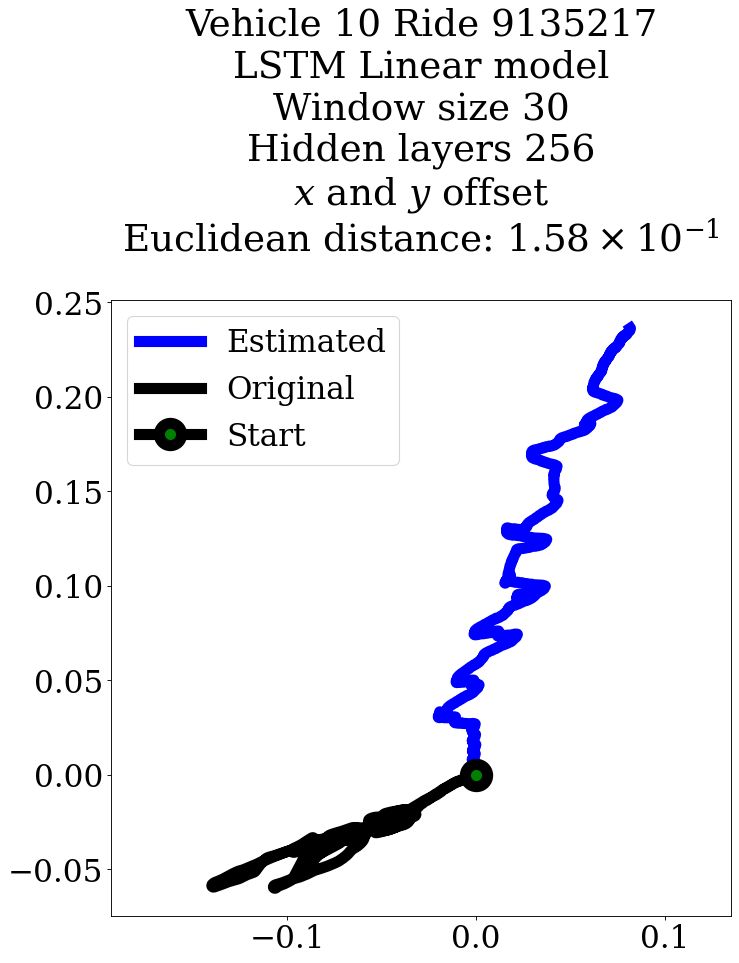 Vehicle 10 Ride 9135217
LSTM Linear model
Window size 30
Hidden layers 256
x and y offset
Euclidean distance: 1.58 × 10⁻¹
0.25
0.20
0.15
0.10
0.05
0.00
−0.05
Estimated
Original
Start
−0.1
0.0
0.1